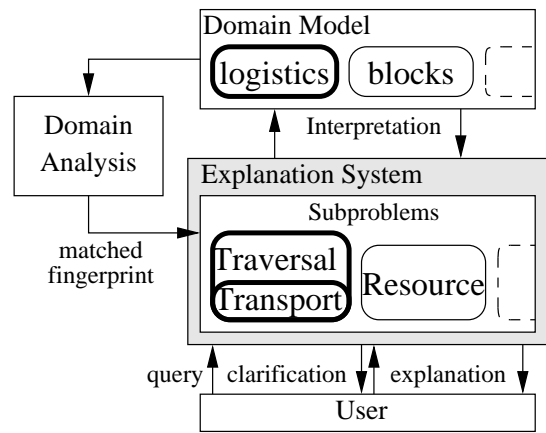 Domain Model
logistics
blocks
Domain
Analysis
Interpretation
Explanation System
Subproblems
matched
fingerprint
Traversal
Transport
Resource
query
clarification
explanation
User